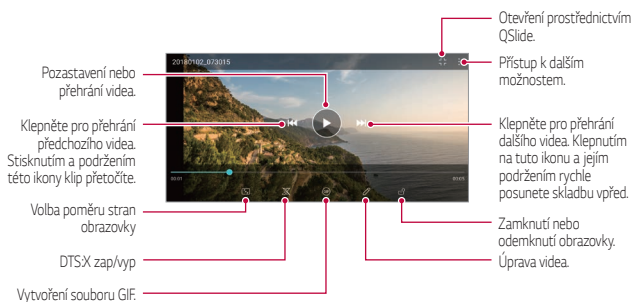 Otevření prostřednictvím
QSlide.
Přístup k dalším
možnostem.
20180102_073015
Pozastavení nebo
přehrání videa.
Klepněte pro přehrání
předchozího videa.
Stisknutím a podržením
této ikony klip přetočíte.
Klepněte pro přehrání
dalšího videa. Klepnutím
na tuto ikonu a jejím
podržením rychle
posunete skladbu vpřed.
00:01
00:05
Volba poměru stran
obrazovky
Zamknutí nebo
odemknutí obrazovky.
DTS:X zap/vyp
Úprava videa.
Vytvoření souboru GIF.